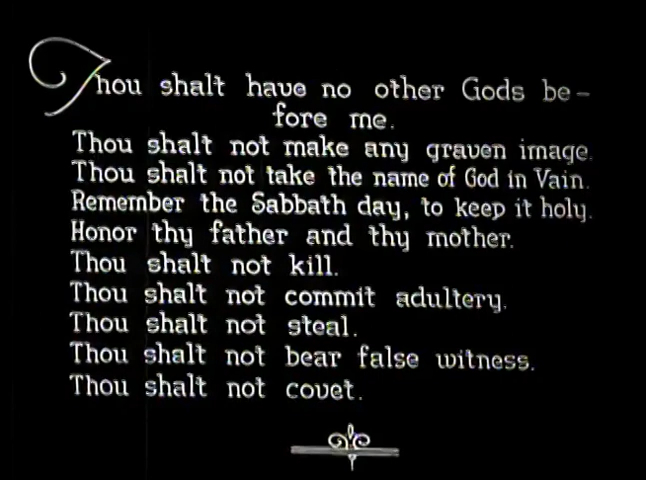 Thou shalt have no other Gods be-
fore me.
Thou shalt not make any graven image.
Thou shalt not take the name of God in Vain.
Remember the Sabbath day, to keep it holy.
Honor thy father and thy mother.
Thou shalt not kill.
Thou shalt not commit adultery.
Thou shalt not steal.
Thou shalt not bear false witness.
Thou shalt not covet.